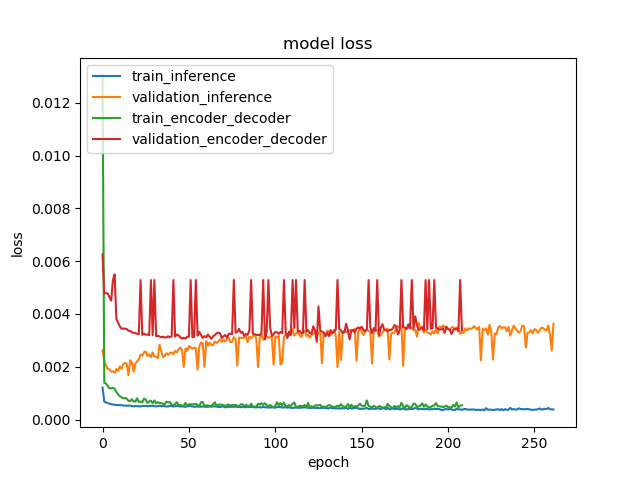 model loss
train_inference
validation_inference
train_encoder_decoder
validation_encoder_decoder
0.012
0.010
0.008
0.006
0.004
0.002
0.000
loss
0 50 100 150 200 250
epoch